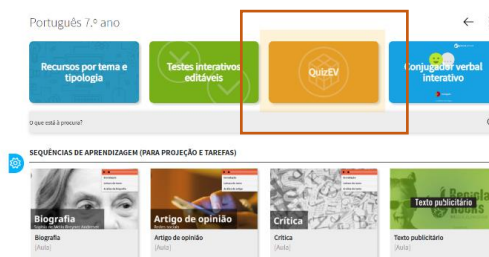 Português 7.º ano
Recursos por tema e
tipologia
Testes interativos
editáveis
QuizEV
Conjugador verbal
interativo
O que está à procura?
SEQUÊNCIAS DE APRENDIZAGEM (PARA PROJEÇÃO E TAREFAS)
Biografia
Artigo de opinião
Crítica
Texto publicitário
Biografia
Artigo de opinião
Crítica
Texto publicitário
(Aula)
(Aula)
(Aula)
(Aula)